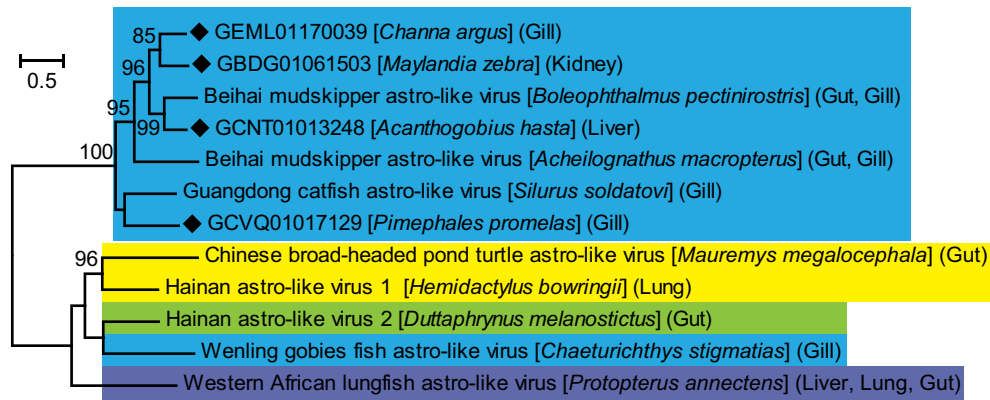 85
◆ GEML01170039 [Channa argus] (Gill)
0.5
96
◆ GBDG01061503 [Maylandia zebra] (Kidney)
95
Beihai mudskipper astro-like virus [Boleophthalmus pectinirostris] (Gut, Gill)
99
◆ GCNT01013248 [Acanthogobius hasta] (Liver)
100
Beihai mudskipper astro-like virus [Acheilognathus macropterus] (Gut, Gill)
Guangdong catfish astro-like virus [Silurus soldatovi] (Gill)
◆ GCVQ01017129 [Pimephales promelas] (Gill)
96
Chinese broad-headed pond turtle astro-like virus [Mauremys megalocephala] (Gut)
Hainan astro-like virus 1 [Hemidactylus bowringii] (Lung)
Hainan astro-like virus 2 [Duttaphrynus melanostictus] (Gut)
Wenling gobies fish astro-like virus [Chaeturichthys stigmatias] (Gill)
Western African lungfish astro-like virus [Protopterus annectens] (Liver, Lung, Gut)